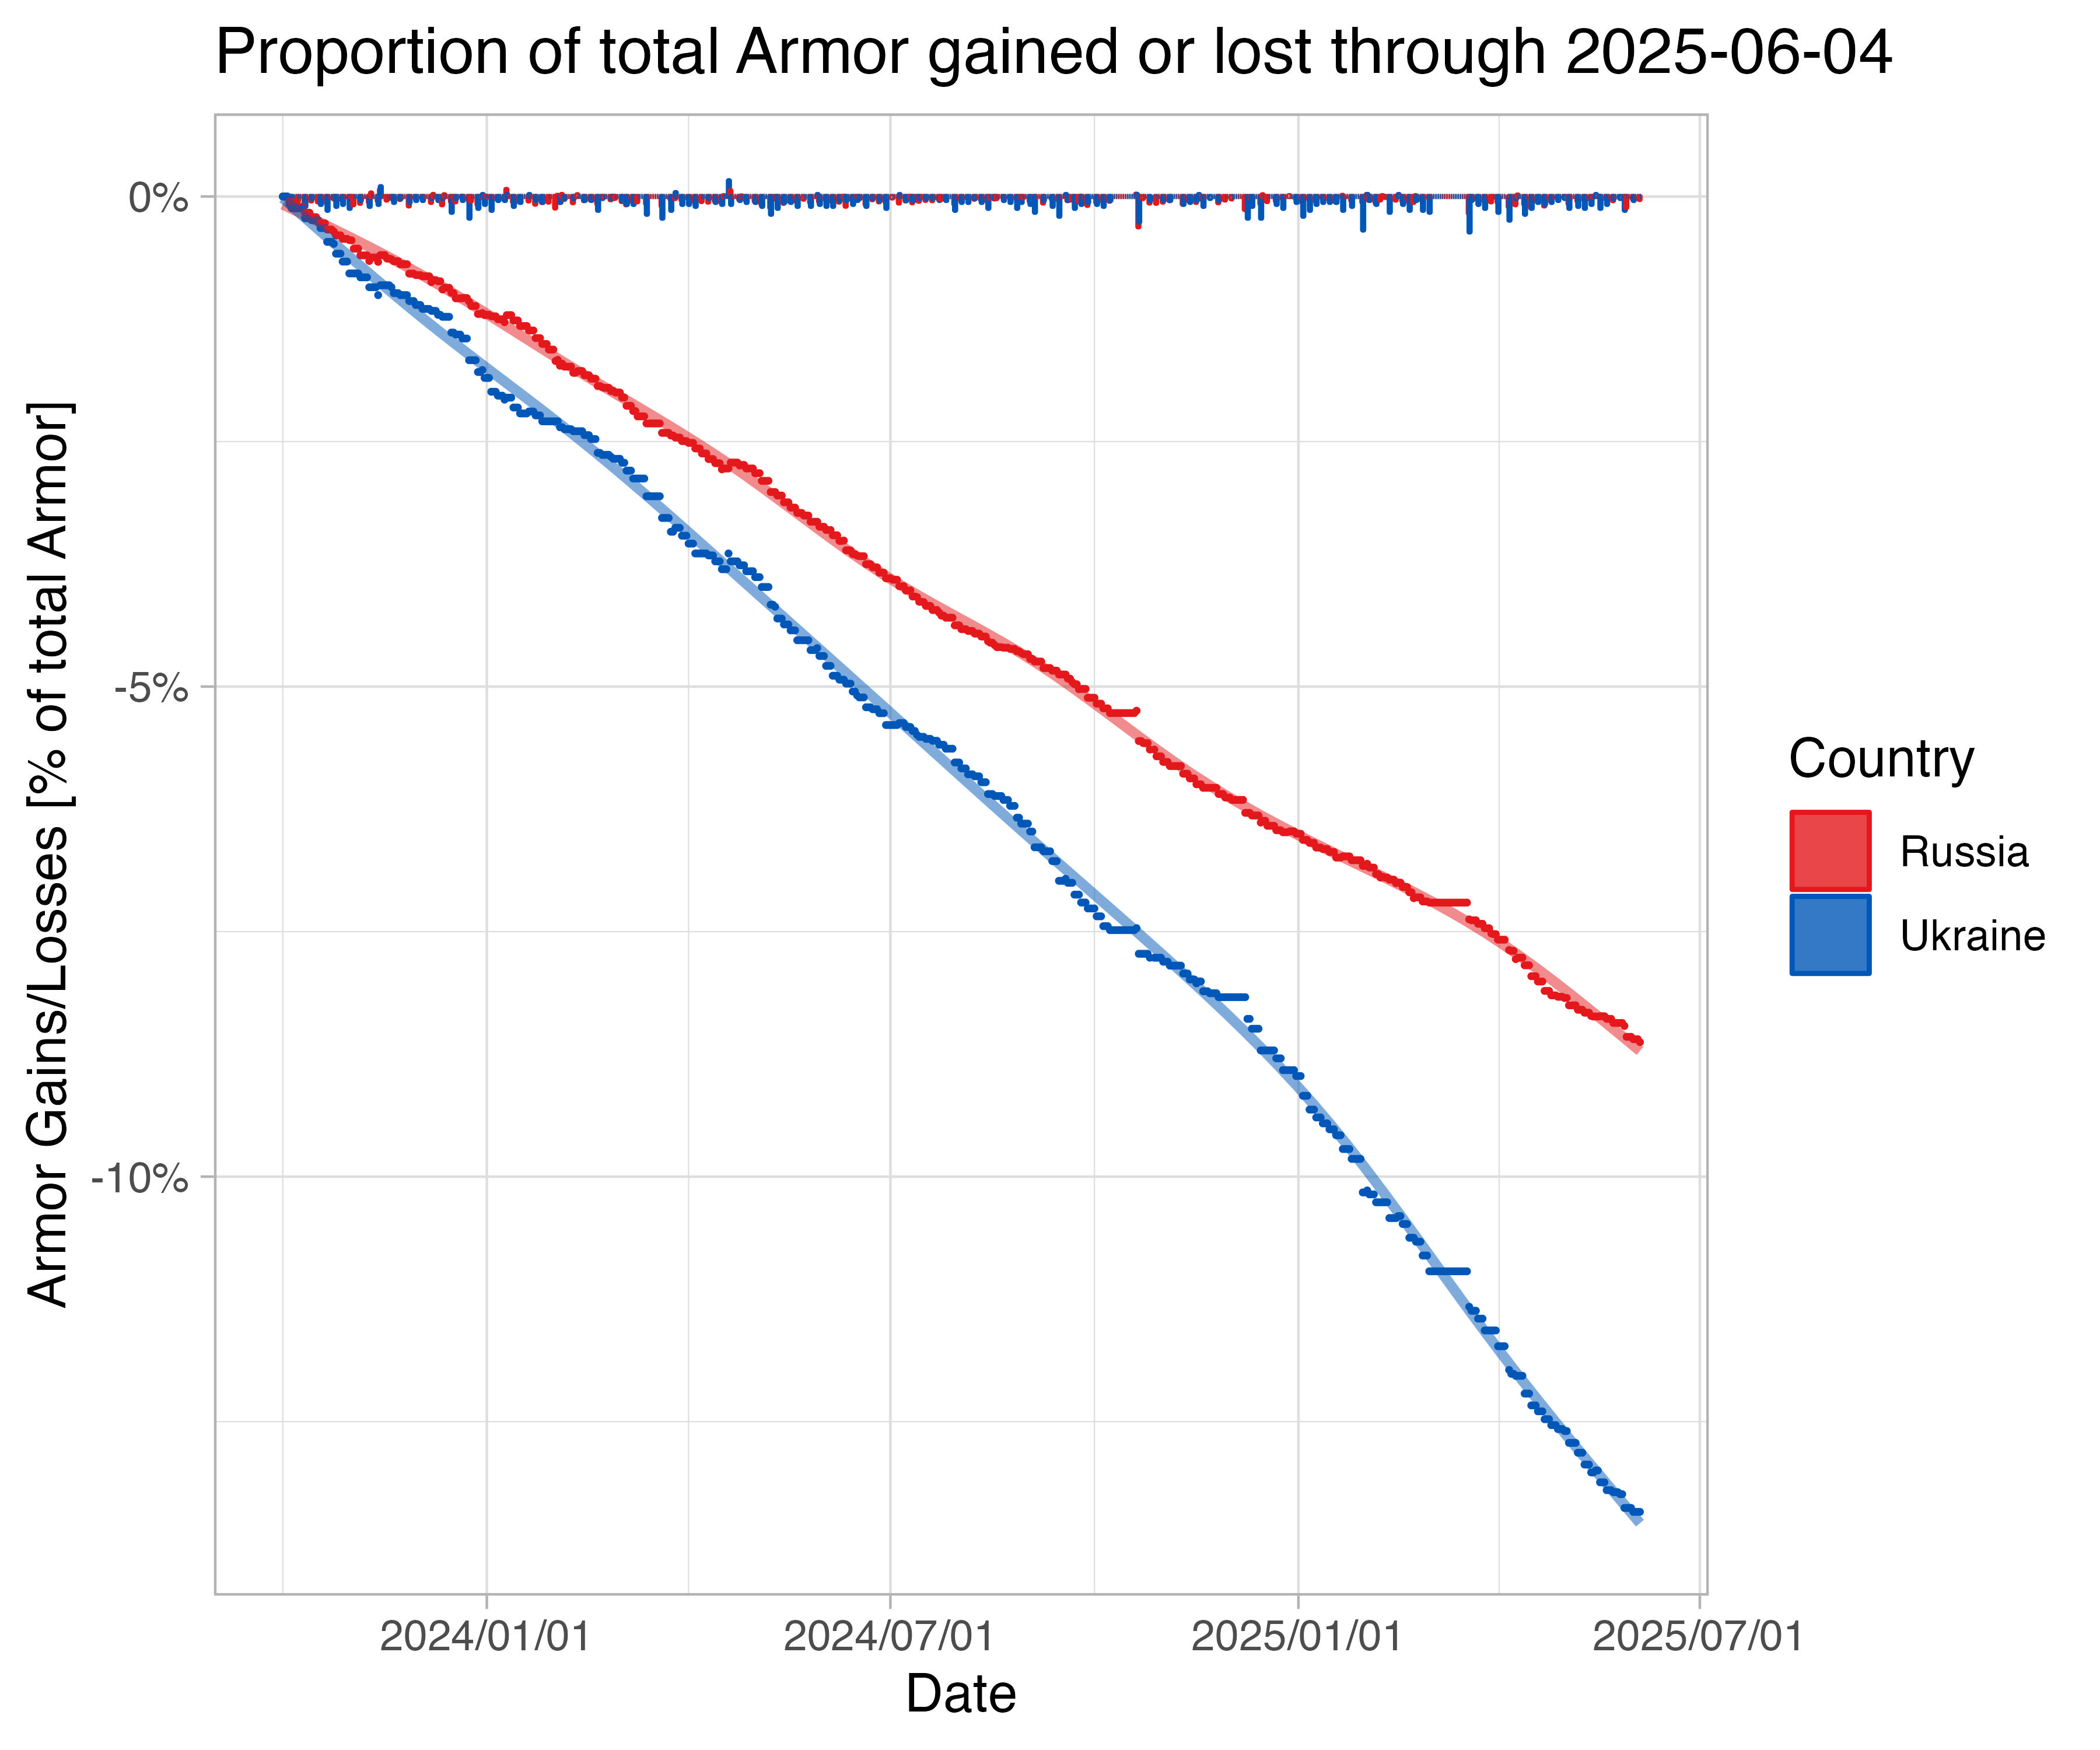 Proportion of total Armor gained or lost through 2025-06-04
Armor Gains/Losses [% of total Armor]
0%
-5%
-10%
2024/01/01
2024/07/01
2025/01/01
2025/07/01
Date
Country
Russia
Ukraine